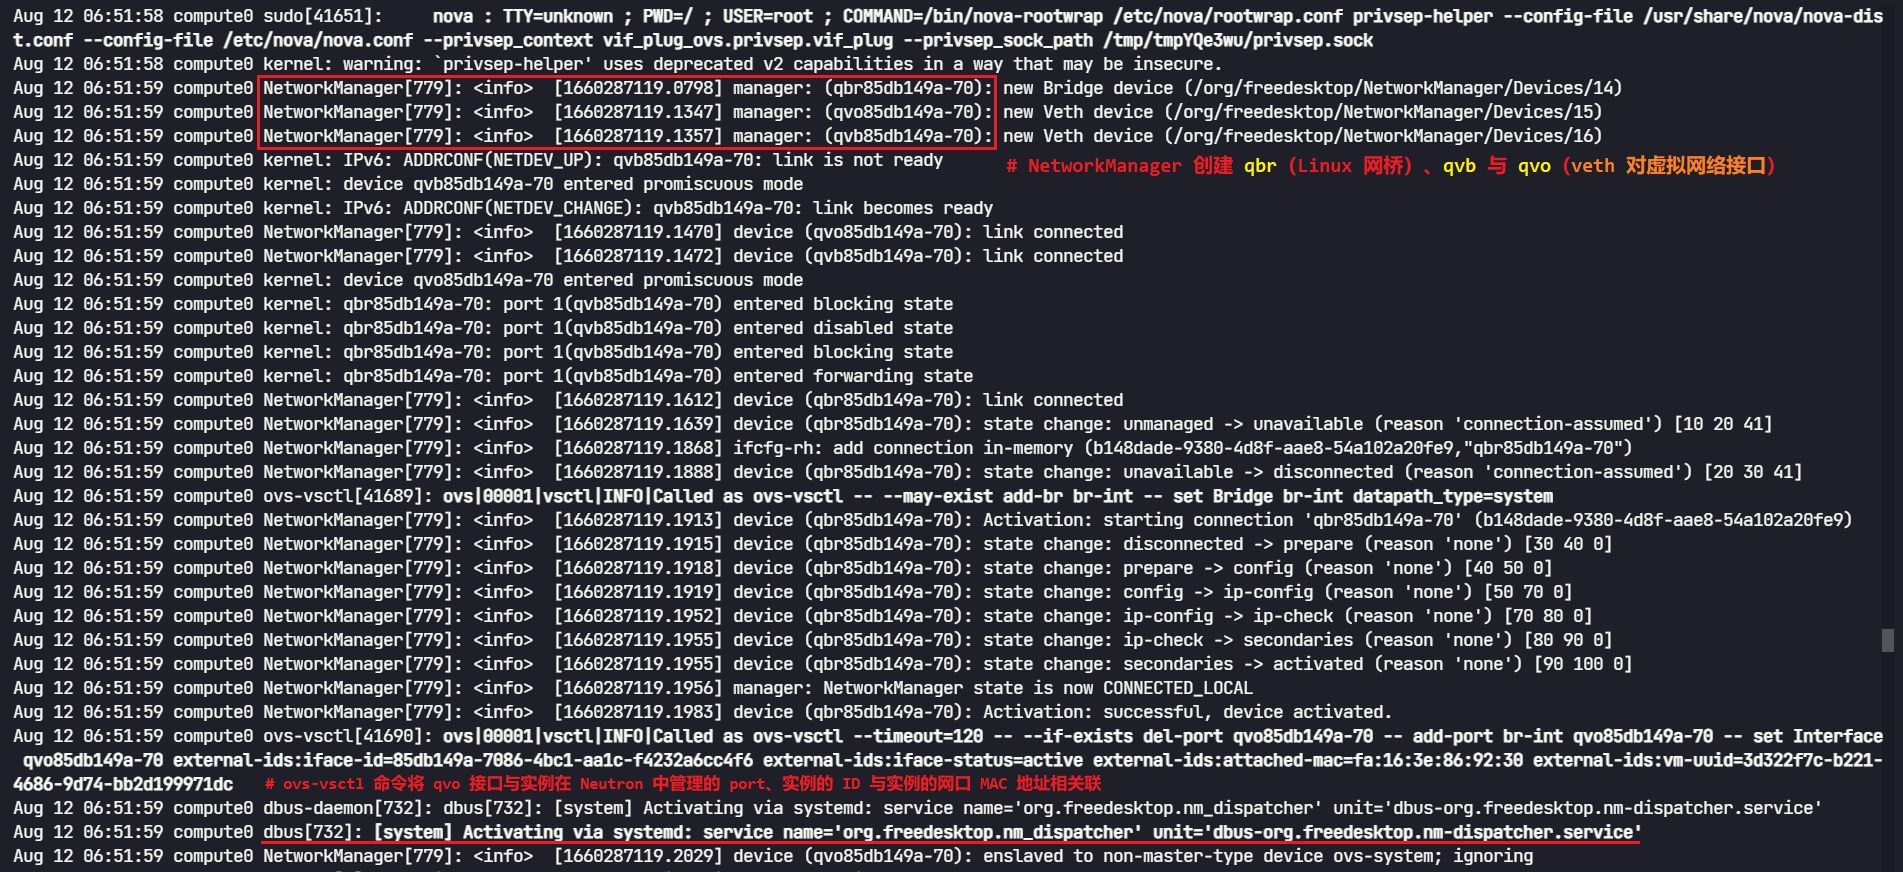 Aug 12 06:51:58 compute0 sudo[41651]:     nova : TTY=unknown ; PWD=/ ; USER=root ; COMMAND=/bin/nova-rootwrap /etc/nova/rootwrap.conf privsep-helper --config-file /usr/share/nova/nova-dis
t.conf --config-file /etc/nova/nova.conf --privsep_context vif_plug_ovs.privsep.vif_plug --privsep_sock_path /tmp/tmpYQe3wu/privsep.sock
Aug 12 06:51:58 compute0 kernel: warning: `privsep-helper' uses deprecated v2 capabilities in a way that may be insecure.
Aug 12 06:51:59 compute0 NetworkManager[779]: <info>  [1660287119.0798] manager: (qbr85db149a-70): new Bridge device (/org/freedesktop/NetworkManager/Devices/14)
Aug 12 06:51:59 compute0 NetworkManager[779]: <info>  [1660287119.1347] manager: (qvo85db149a-70): new Veth device (/org/freedesktop/NetworkManager/Devices/15)
Aug 12 06:51:59 compute0 NetworkManager[779]: <info>  [1660287119.1357] manager: (qvb85db149a-70): new Veth device (/org/freedesktop/NetworkManager/Devices/16)
Aug 12 06:51:59 compute0 kernel: IPv6: ADDRCONF(NETDEV_UP): qvb85db149a-70: link is not ready
# NetworkManager 创建 qbr（Linux 网桥）、qvb 与 qvo（veth 对虚拟网络接口）
Aug 12 06:51:59 compute0 kernel: device qvb85db149a-70 entered promiscuous mode
Aug 12 06:51:59 compute0 kernel: IPv6: ADDRCONF(NETDEV_CHANGE): qvb85db149a-70: link becomes ready
Aug 12 06:51:59 compute0 NetworkManager[779]: <info>  [1660287119.1470] device (qvo85db149a-70): link connected
Aug 12 06:51:59 compute0 NetworkManager[779]: <info>  [1660287119.1472] device (qvb85db149a-70): link connected
Aug 12 06:51:59 compute0 kernel: device qvo85db149a-70 entered promiscuous mode
Aug 12 06:51:59 compute0 kernel: qbr85db149a-70: port 1(qvb85db149a-70) entered blocking state
Aug 12 06:51:59 compute0 kernel: qbr85db149a-70: port 1(qvb85db149a-70) entered disabled state
Aug 12 06:51:59 compute0 kernel: qbr85db149a-70: port 1(qvb85db149a-70) entered blocking state
Aug 12 06:51:59 compute0 kernel: qbr85db149a-70: port 1(qvb85db149a-70) entered forwarding state
Aug 12 06:51:59 compute0 NetworkManager[779]: <info>  [1660287119.1612] device (qbr85db149a-70): link connected
Aug 12 06:51:59 compute0 NetworkManager[779]: <info>  [1660287119.1639] device (qbr85db149a-70): state change: unmanaged -> unavailable (reason 'connection-assumed') [10 20 41]
Aug 12 06:51:59 compute0 NetworkManager[779]: <info>  [1660287119.1868] ifcfg-rh: add connection in-memory (b148dade-9380-4d8f-aae8-54a102a20fe9,"qbr85db149a-70")
Aug 12 06:51:59 compute0 NetworkManager[779]: <info>  [1660287119.1888] device (qbr85db149a-70): state change: unavailable -> disconnected (reason 'connection-assumed') [20 30 41]
Aug 12 06:51:59 compute0 ovs-vsctl[41689]: ovs|00001|vsctl|INFO|Called as ovs-vsctl -- --may-exist add-br br-int -- set Bridge br-int datapath_type=system
Aug 12 06:51:59 compute0 NetworkManager[779]: <info>  [1660287119.1913] device (qbr85db149a-70): Activation: starting connection 'qbr85db149a-70' (b148dade-9380-4d8f-aae8-54a102a20fe9)
Aug 12 06:51:59 compute0 NetworkManager[779]: <info>  [1660287119.1915] device (qbr85db149a-70): state change: disconnected -> prepare (reason 'none') [30 40 0]
Aug 12 06:51:59 compute0 NetworkManager[779]: <info>  [1660287119.1918] device (qbr85db149a-70): state change: prepare -> config (reason 'none') [40 50 0]
Aug 12 06:51:59 compute0 NetworkManager[779]: <info>  [1660287119.1919] device (qbr85db149a-70): state change: config -> ip-config (reason 'none') [50 70 0]
Aug 12 06:51:59 compute0 NetworkManager[779]: <info>  [1660287119.1952] device (qbr85db149a-70): state change: ip-config -> ip-check (reason 'none') [70 80 0]
Aug 12 06:51:59 compute0 NetworkManager[779]: <info>  [1660287119.1955] device (qbr85db149a-70): state change: ip-check -> secondaries (reason 'none') [80 90 0]
Aug 12 06:51:59 compute0 NetworkManager[779]: <info>  [1660287119.1955] device (qbr85db149a-70): state change: secondaries -> activated (reason 'none') [90 100 0]
Aug 12 06:51:59 compute0 NetworkManager[779]: <info>  [1660287119.1956] manager: NetworkManager state is now CONNECTED_LOCAL
Aug 12 06:51:59 compute0 NetworkManager[779]: <info>  [1660287119.1983] device (qbr85db149a-70): Activation: successful, device activated.
Aug 12 06:51:59 compute0 ovs-vsctl[41690]: ovs|00001|vsctl|INFO|Called as ovs-vsctl --timeout=120 -- --if-exists del-port qvo85db149a-70 -- add-port br-int qvo85db149a-70 -- set Interface
qvo85db149a-70 external-ids:iface-id=85db149a-7086-4bc1-aa1c-f4232a6cc4f6 external-ids:iface-status=active external-ids:attached-mac=fa:16:3e:86:92:30 external-ids:vm-uuid=3d322f7c-b221-
4686-9d74-bb2d199971dc   # ovs-vsctl 命令将 qvo 接口与实例在 Neutron 中管理的 port、实例的 ID 与实例的网口 MAC 地址相关联
Aug 12 06:51:59 compute0 dbus-daemon[732]: dbus[732]: [system] Activating via systemd: service name='org.freedesktop.nm_dispatcher' unit='dbus-org.freedesktop.nm-dispatcher.service'
Aug 12 06:51:59 compute0 dbus[732]: [system] Activating via systemd: service name='org.freedesktop.nm_dispatcher' unit='dbus-org.freedesktop.nm-dispatcher.service'
Aug 12 06:51:59 compute0 NetworkManager[779]: <info>  [1660287119.2029] device (qvo85db149a-70): enslaved to non-master-type device ovs-system; ignoring